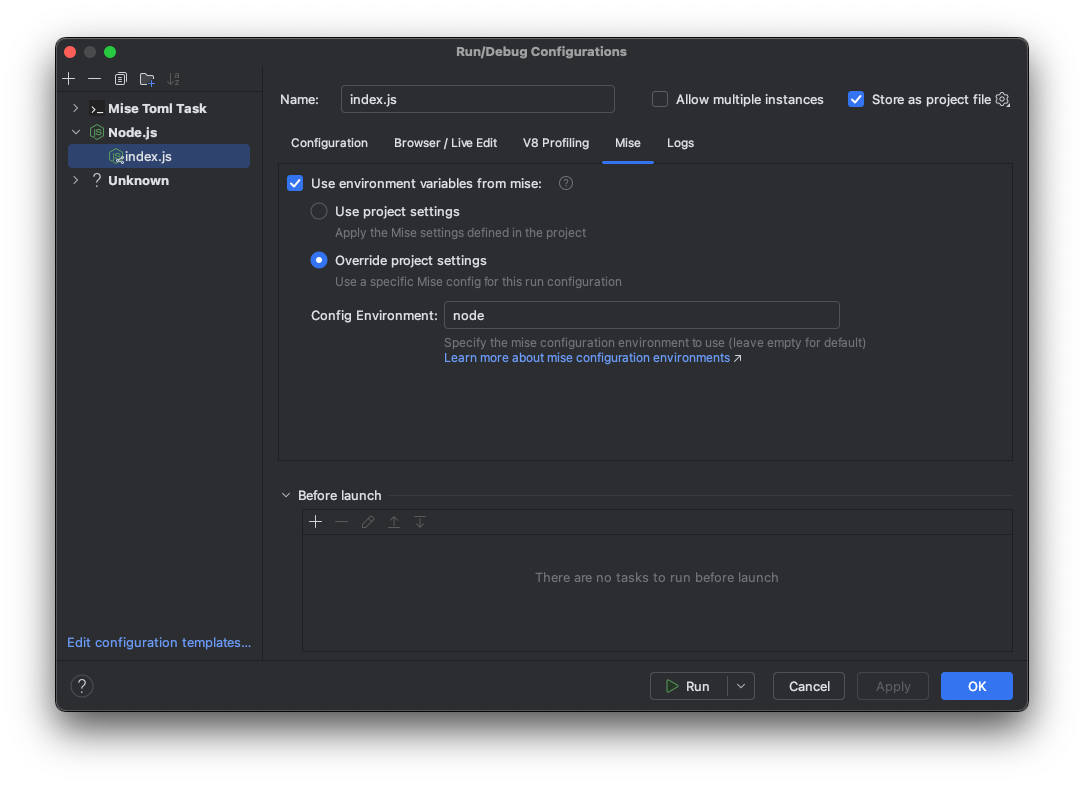 Run/Debug Configurations
Mise Toml Task
Node.js
index.js
Unknown
Edit configuration templates...
Name: index.js
Allow multiple instances
Store as project file
Configuration Browser / Live Edit V8 Profiling Mise Logs
Use environment variables from mise: ?
Use project settings
Apply the Mise settings defined in the project
Override project settings
Use a specific Mise config for this run configuration
Config Environment: node
Specify the mise configuration environment to use (leave empty for default)
Learn more about mise configuration environments ↗
Before launch
There are no tasks to run before launch
? Run Cancel Apply OK